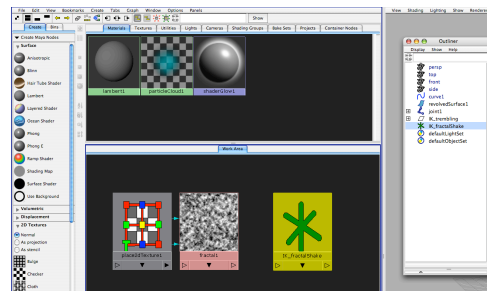 File Edit View Bookmarks Create Tabs Graph Window Options Panels
Show
Create Bins
Materials Textures Utilities Lights Cameras Shading Groups Bake Sets Projects Container Nodes
Create Maya Nodes
Surface
Anisotropic
Blinn
Hair Tube Shader
Lambert
Layered Shader
Ocean Shader
Phong
Phong E
Ramp Shader
Shading Map
Surface Shader
Use Background
Volumetric
Displacement
2D Textures
Normal
As projection
As stencil
Bulge
Checker
Cloth
lambert1 particleCloud1 shaderGlow1
Work Area
place2dTexture1 fractal1 IK_fractalShake
View Shading Lighting Show Renderer
Outliner
Display Show Help
persp
top
front
side
curve1
revolvedSurface1
joint1
IK_trembling
IK_fractalShake
defaultLightSet
defaultObjectSet